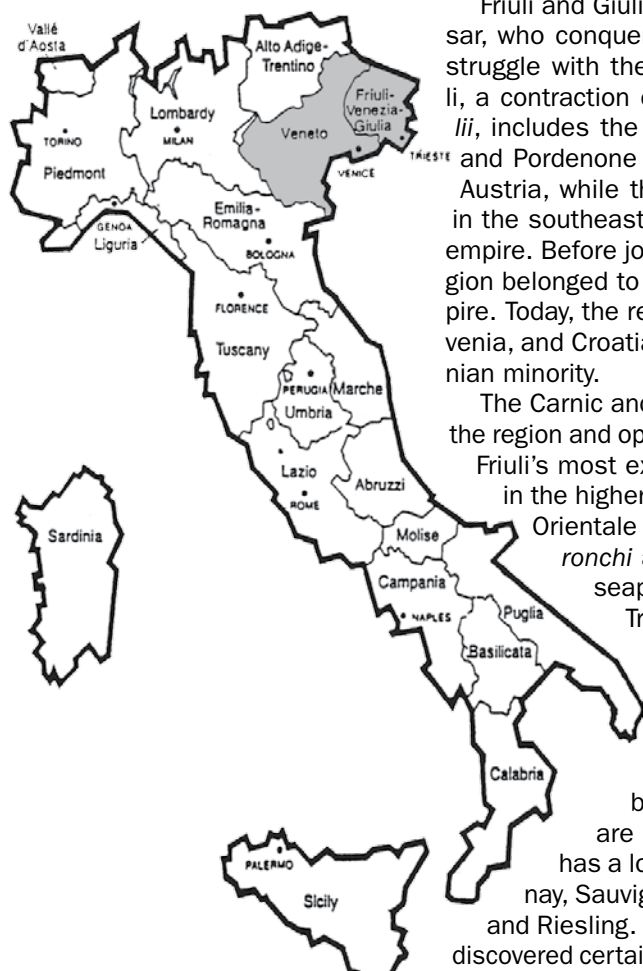 Vallé
d'Aosta
Alto Adige-
Trentino
Lombardy
MILAN
TORINO
Piedmont
Veneto
Friuli-
Venezia-
Giulia
TRIESTE
VENICE
GENOA
Liguria
Emilia-
Romagna
BOLOGNA
FLORENCE
Tuscany
PERUGIA
Umbria
Marche
Lazio
ROME
Abruzzi
Molise
Campania
NAPLES
Puglia
Basilicata
Calabria
Sardinia
PALERMO
Sicily
Friuli and Giuli
sar, who conque
struggle with the
li, a contraction
lii, includes the
and Pordenone
Austria, while th
in the southeast
empire. Before jo
gion belonged to
pire. Today, the re
venia, and Croatia
nian minority.
The Carnic and
the region and op
Friuli's most ex
in the higher
Orientale
ronchi
seap
Tr
b
are
has a lo
nay, Sauvig
and Riesling.
discovered certai